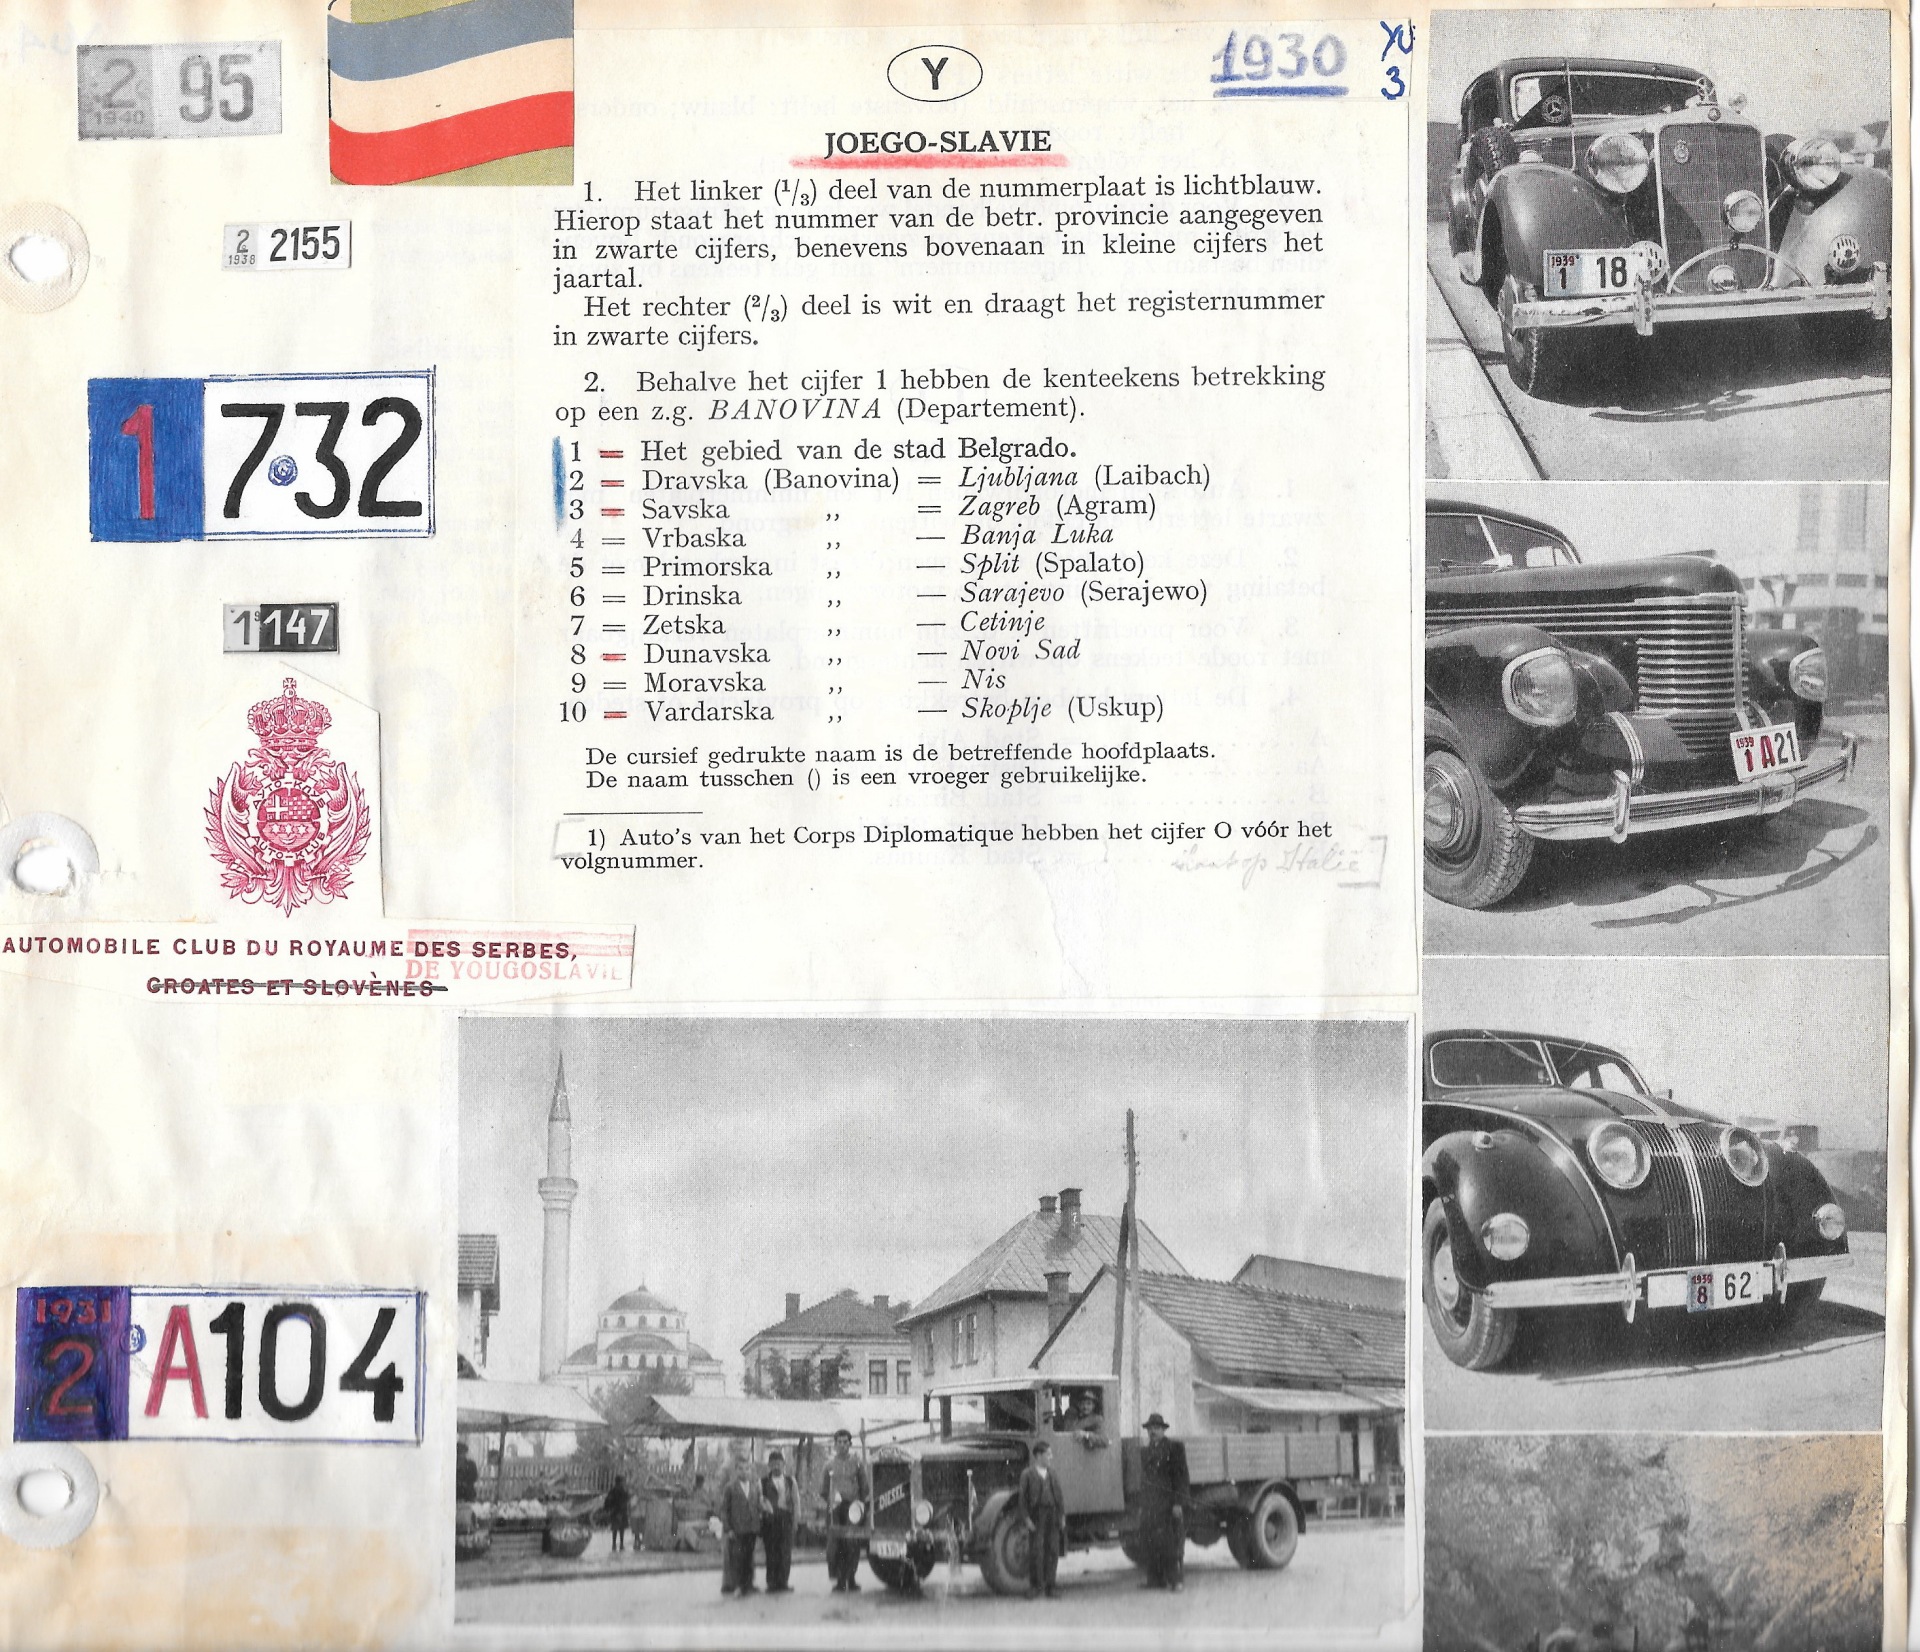 2 95
1940
Y
1930
YU
3
JOEGO-SLAVIE
1. Het linker (1/3) deel van de nummerplaat is lichtblauw.
Hierop staat het nummer van de betr. provincie aangegeven
in zwarte cijfers, benevens bovenaan in kleine cijfers het
jaartal.
Het rechter (2/3) deel is wit en draagt het registernummer
in zwarte cijfers.
2. Behalve het cijfer 1 hebben de kenteekens betrekking
op een z.g. BANOVINA (Departement).
1 = Het gebied van de stad Belgrado.
2 = Dravska (Banovina) = Ljubljana (Laibach)
3 = Savska ,, = Zagreb (Agram)
4 = Vrbaska ,, — Banja Luka
5 = Primorska ,, — Split (Spalato)
6 = Drinska ,, — Sarajevo (Serajewo)
7 = Zetska ,, — Cetinje
8 = Dunavska ,, — Novi Sad
9 = Moravska ,, — Nis
10 = Vardarska ,, — Skoplje (Uskup)
De cursief gedrukte naam is de betreffende hoofdplaats.
De naam tusschen () is een vroeger gebruikelijke.
1) Auto's van het Corps Diplomatique hebben het cijfer O vóór het
volgnummer.
Italië
2 2155
1938
1 732
1 147
АУТО-КЛУБ
AUTO-KLUB
AUTOMOBILE CLUB DU ROYAUME DES SERBES,
DE YOUGOSLAVIE
GROATES ET SLOVÈNES
1931
2 A104
DIESEL
1939
1 18
1939
1 A21
1939
8 62